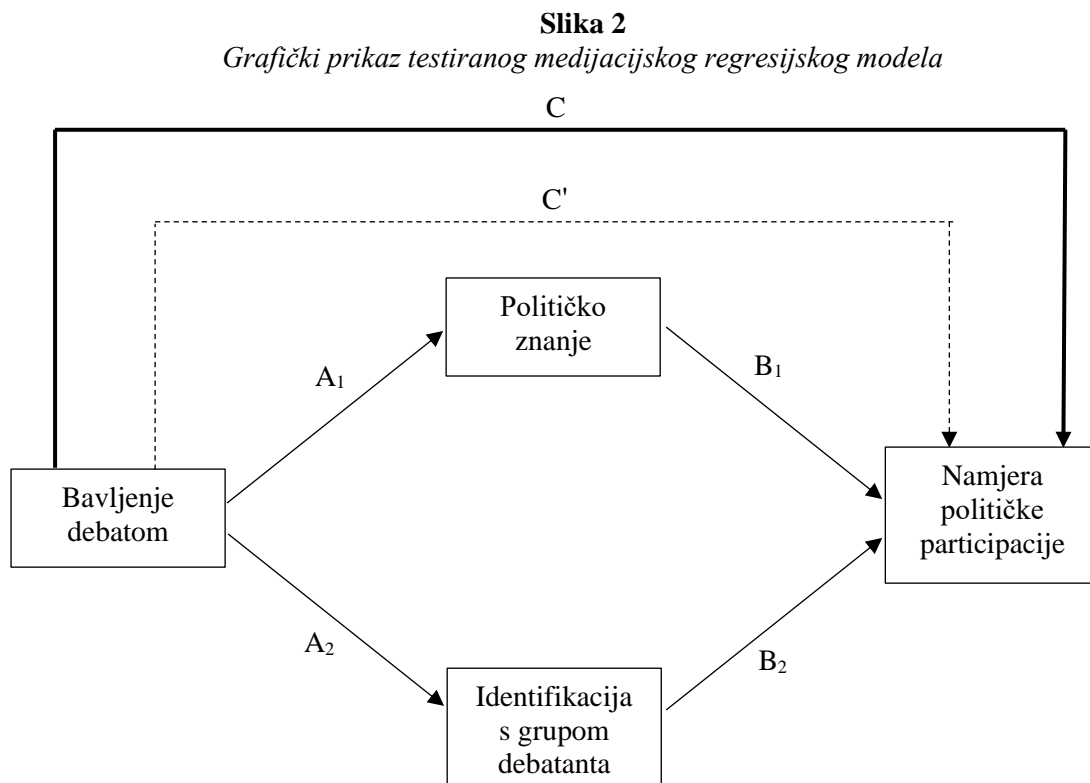 Slika 2
Grafički prikaz testiranog medijacijskog regresijskog modela
C
C'
Političko
znanje
A₁
B₁
Bavljenje
debatom
Namjera
političke
participacije
A₂
B₂
Identifikacija
s grupom
debatanta